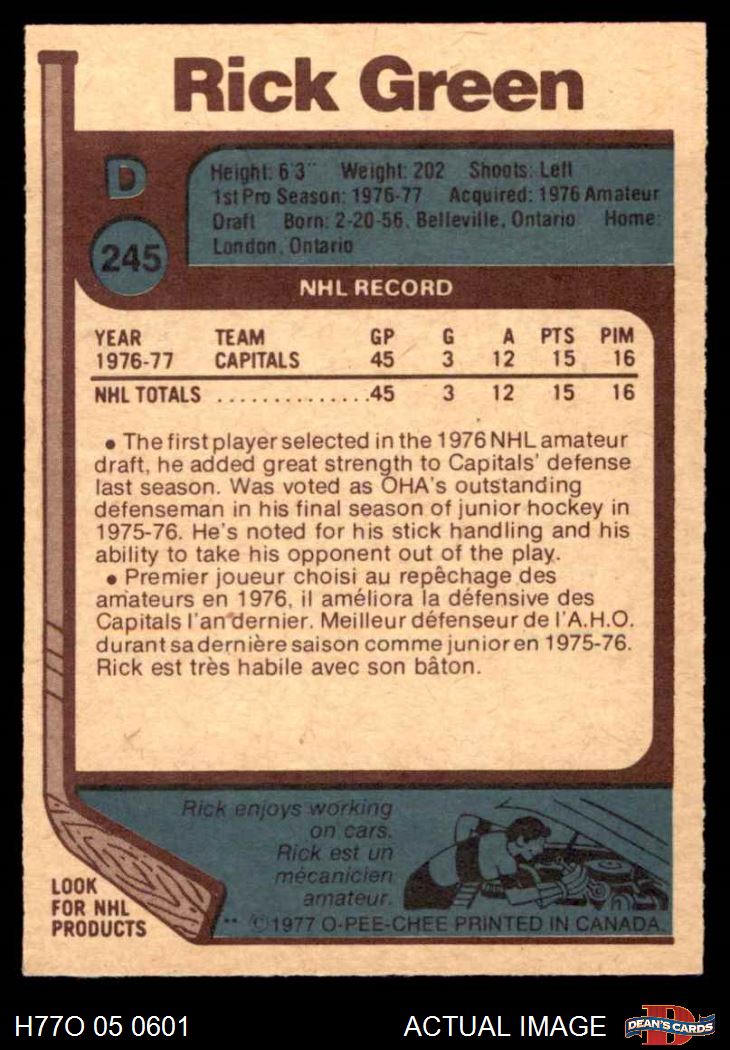 Rick Green
D
245
Height: 6'3" Weight: 202 Shoots: Left
1st Pro Season: 1976-77 Acquired: 1976 Amateur
Draft Born: 2-20-56, Belleville, Ontario Home:
London, Ontario
NHL RECORD
YEAR TEAM GP G A PTS PIM
1976-77 CAPITALS 45 3 12 15 16
NHL TOTALS ..............45 3 12 15 16
• The first player selected in the 1976 NHL amateur
draft, he added great strength to Capitals' defense
last season. Was voted as OHA's outstanding
defenseman in his final season of junior hockey in
1975-76. He's noted for his stick handling and his
ability to take his opponent out of the play.
• Premier joueur choisi au repêchage des
amateurs en 1976, il améliora la défensive des
Capitals l'an dernier. Meilleur défenseur de l'A.H.O.
durant sa dernière saison comme junior en 1975-76.
Rick est très habile avec son bâton.
Rick enjoys working
on cars.
Rick est un
mécanicien
amateur.
LOOK
FOR NHL
PRODUCTS
** © 1977 O-PEE-CHEE PRINTED IN CANADA.
H77O 05 0601 ACTUAL IMAGE
DEAN'S CARDS